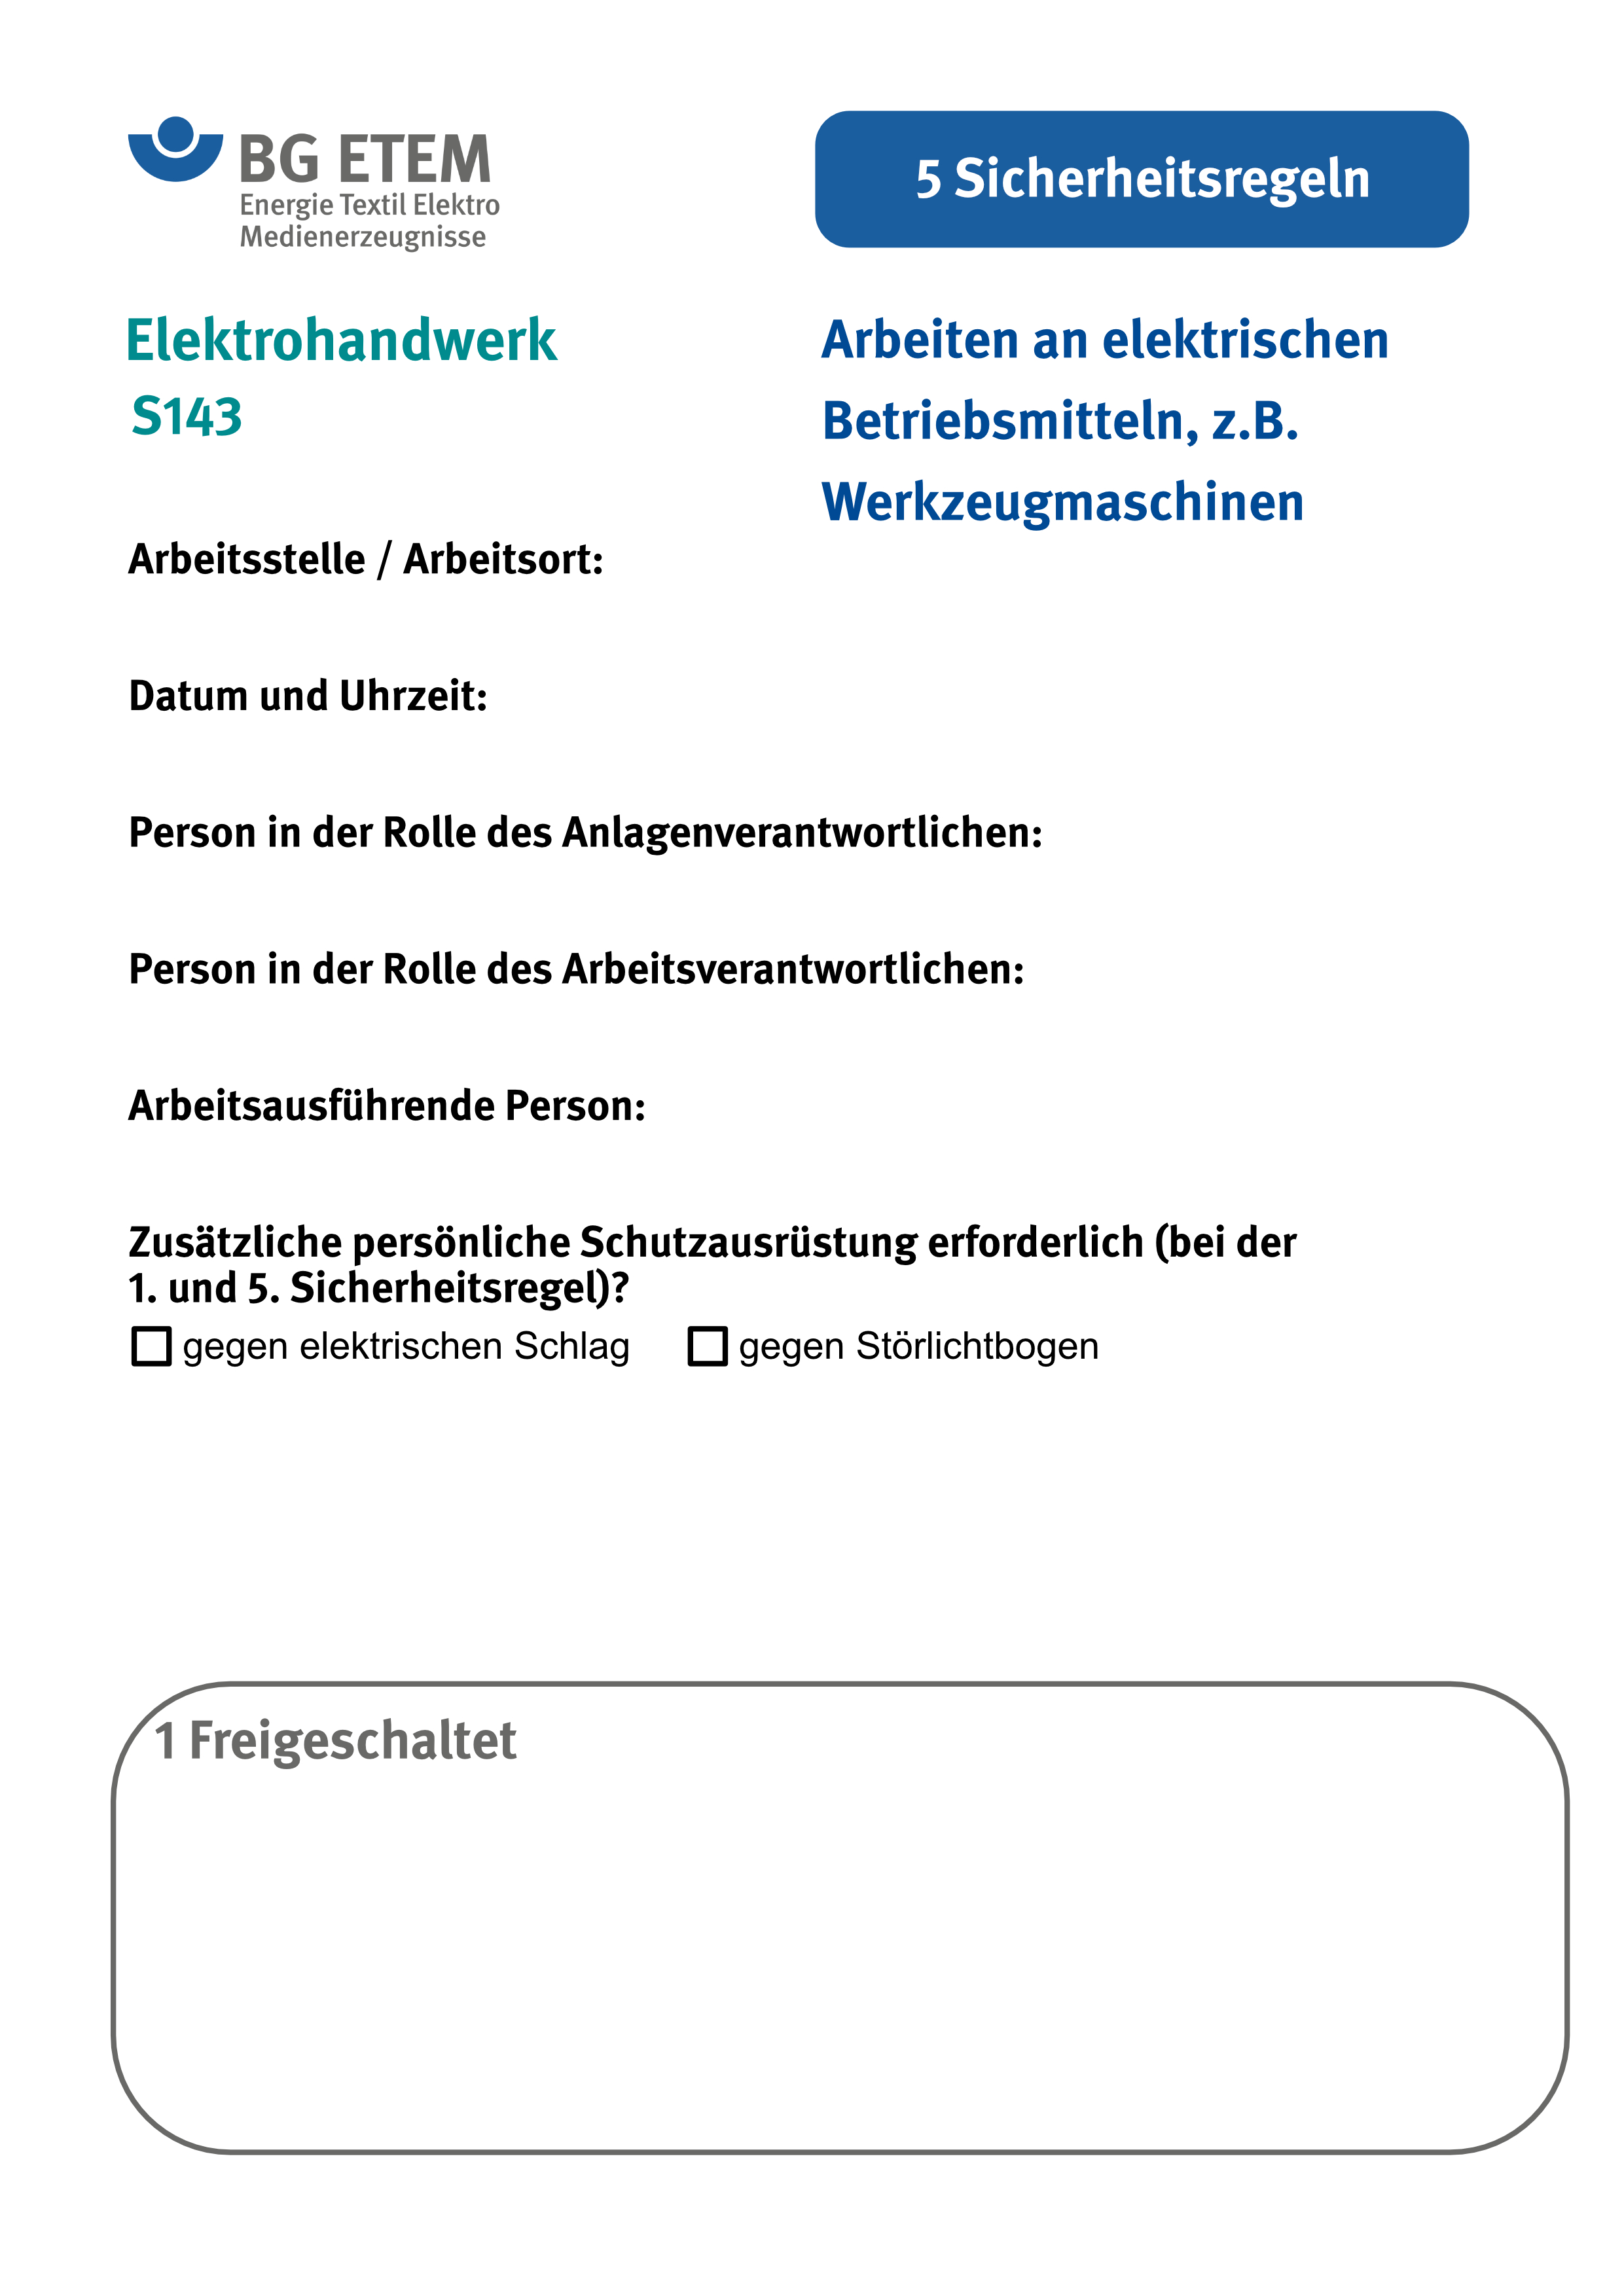 BG ETEM
Energie Textil Elektro
Medienerzeugnisse
5 Sicherheitsregeln
Elektrohandwerk
S143
Arbeiten an elektrischen
Betriebsmitteln, z.B.
Werkzeugmaschinen
Arbeitsstelle / Arbeitsort:
Datum und Uhrzeit:
Person in der Rolle des Anlagenverantwortlichen:
Person in der Rolle des Arbeitsverantwortlichen:
Arbeitsausführende Person:
Zusätzliche persönliche Schutzausrüstung erforderlich (bei der
1. und 5. Sicherheitsregel)?
gegen elektrischen Schlag gegen Störlichtbogen
1 Freigeschaltet